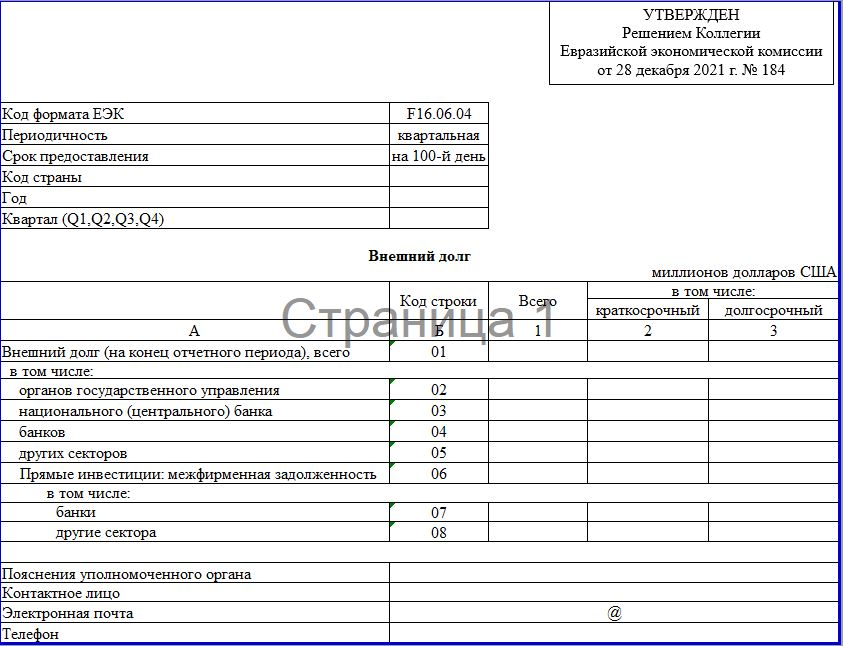 УТВЕРЖДЕН
Решением Коллегии
Евразийской экономической комиссии
от 28 декабря 2021 г. № 184
Код формата ЕЭК F16.06.04
Периодичность квартальная
Срок предоставления на 100-й день
Код страны
Год
Квартал (Q1,Q2,Q3,Q4)
Внешний долг
миллионов долларов США
Код строки Всего в том числе:
краткосрочный долгосрочный
Страница 1
А Б 1 2 3
Внешний долг (на конец отчетного периода), всего 01
в том числе:
органов государственного управления 02
национального (центрального) банка 03
банков 04
других секторов 05
Прямые инвестиции: межфирменная задолженность 06
в том числе:
банки 07
другие сектора 08
Пояснения уполномоченного органа
Контактное лицо
Электронная почта @
Телефон